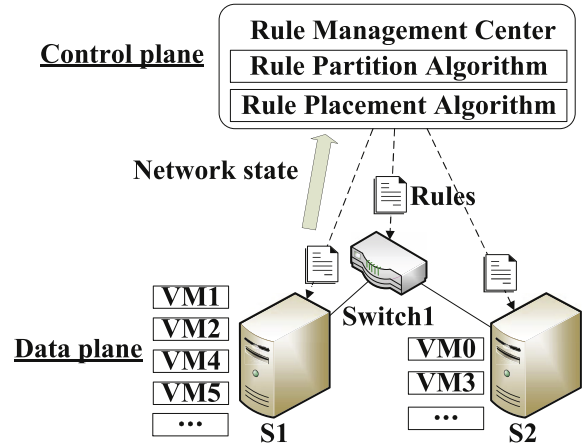 Rule Management Center
Control plane
Rule Partition Algorithm
Rule Placement Algorithm
Network state
Rules
VM1
VM2
VM4
VM5
...
Switch1
Data plane
VM0
VM3
...
S1
S2